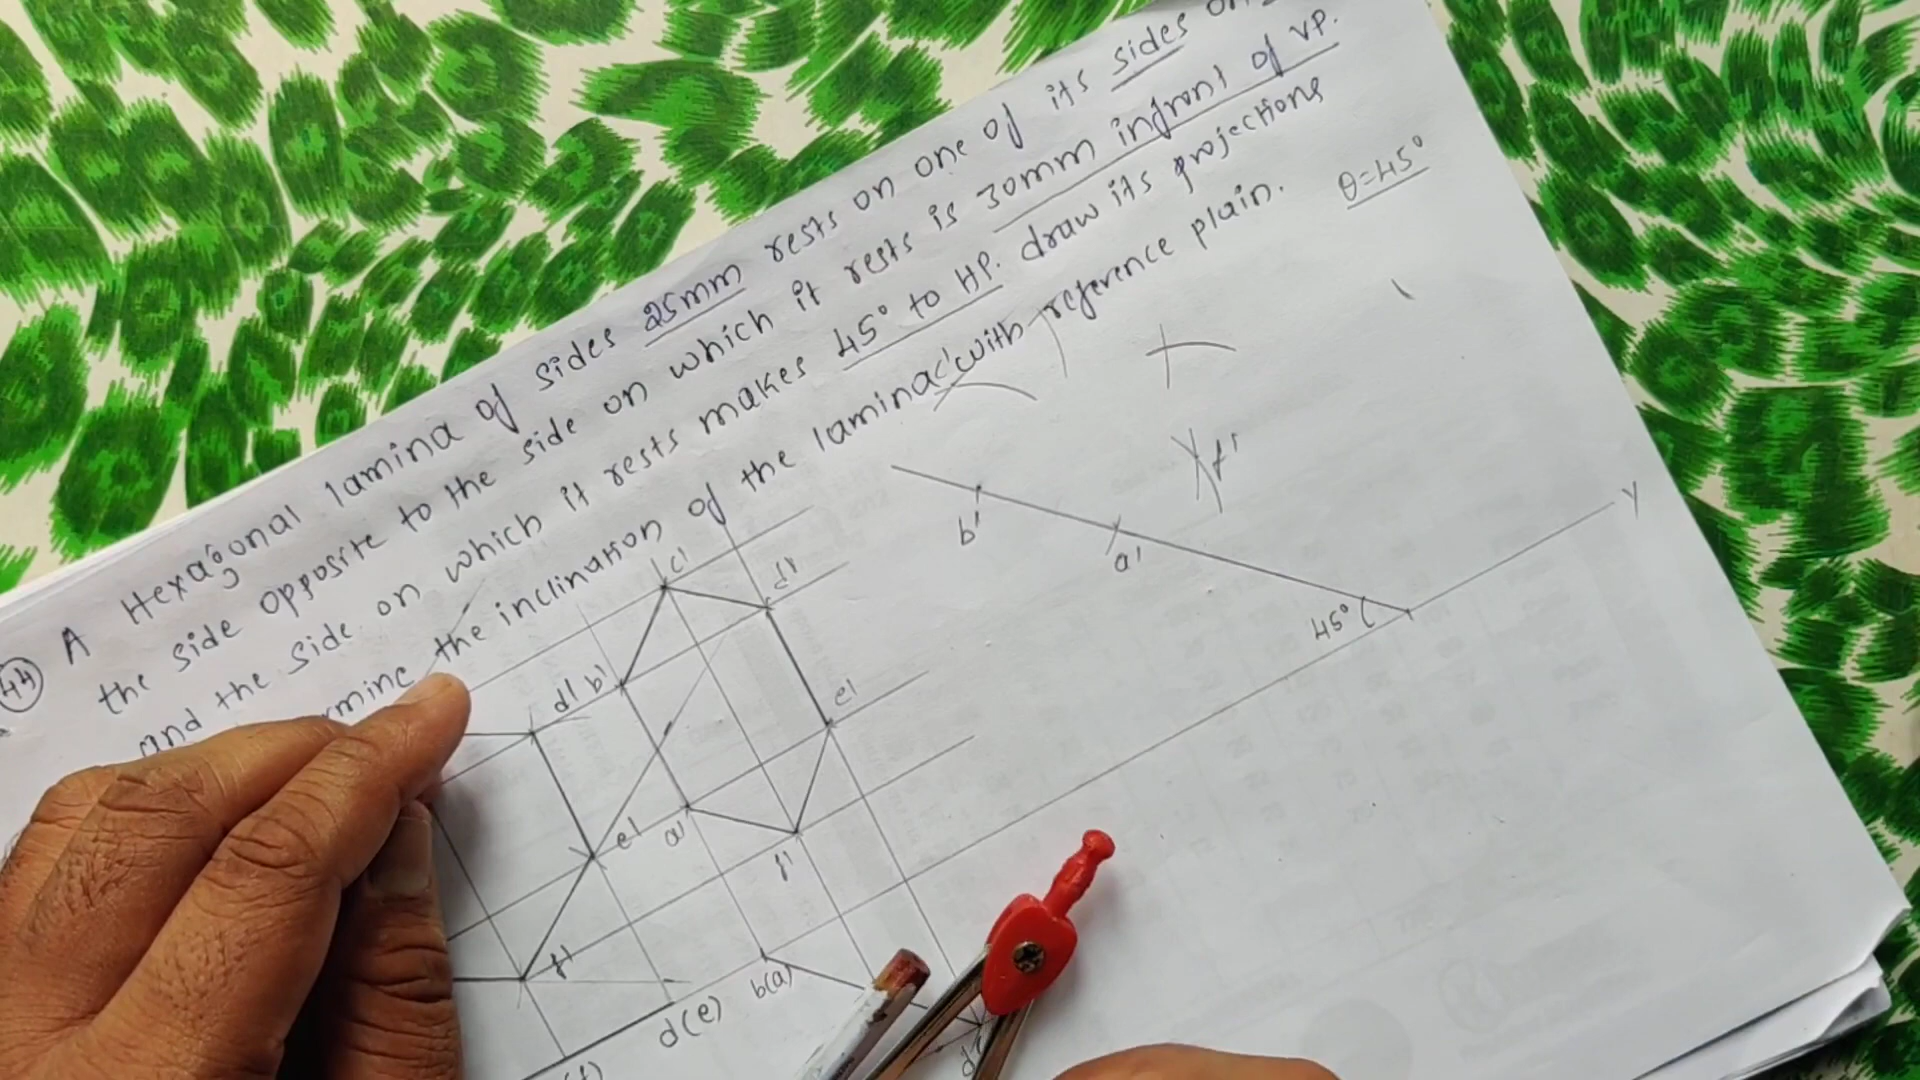 44 A Hexagonal lamina of sides 25mm rests on one of its sides on
the side opposite to the side on which it rests is 30mm infront of VP.
and the side on which it rests makes 45° to HP. draw its projections
the inclination of the lamina with reference plain.
θ=45°
c'
f'
b'
a'
45°
Y
c'
d'
d'
b'
e'
e'
a'
f'
f'
b(a)
d(e)